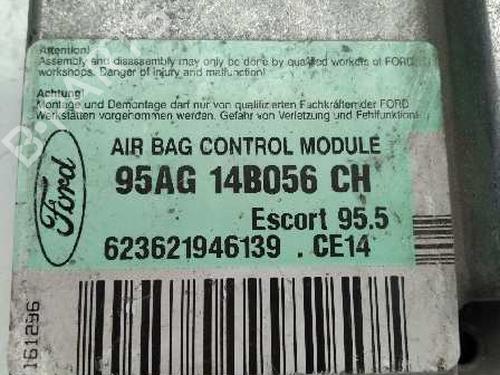 Attention!
Assembly and disassembly may only be done by qualified workers of FORD
workshops. Danger of injury and malfunction!
Achtung!
Montage und Demontage darf nur von qualifizierten Fachkräften der FORD
Werkstätten vorgenommen werden. Gefahr von Verletzung und Fehlfunktion!
AIR BAG CONTROL MODULE
95AG 14B056 CH
Ford
Escort 95.5
623621946139 . CE14
161296